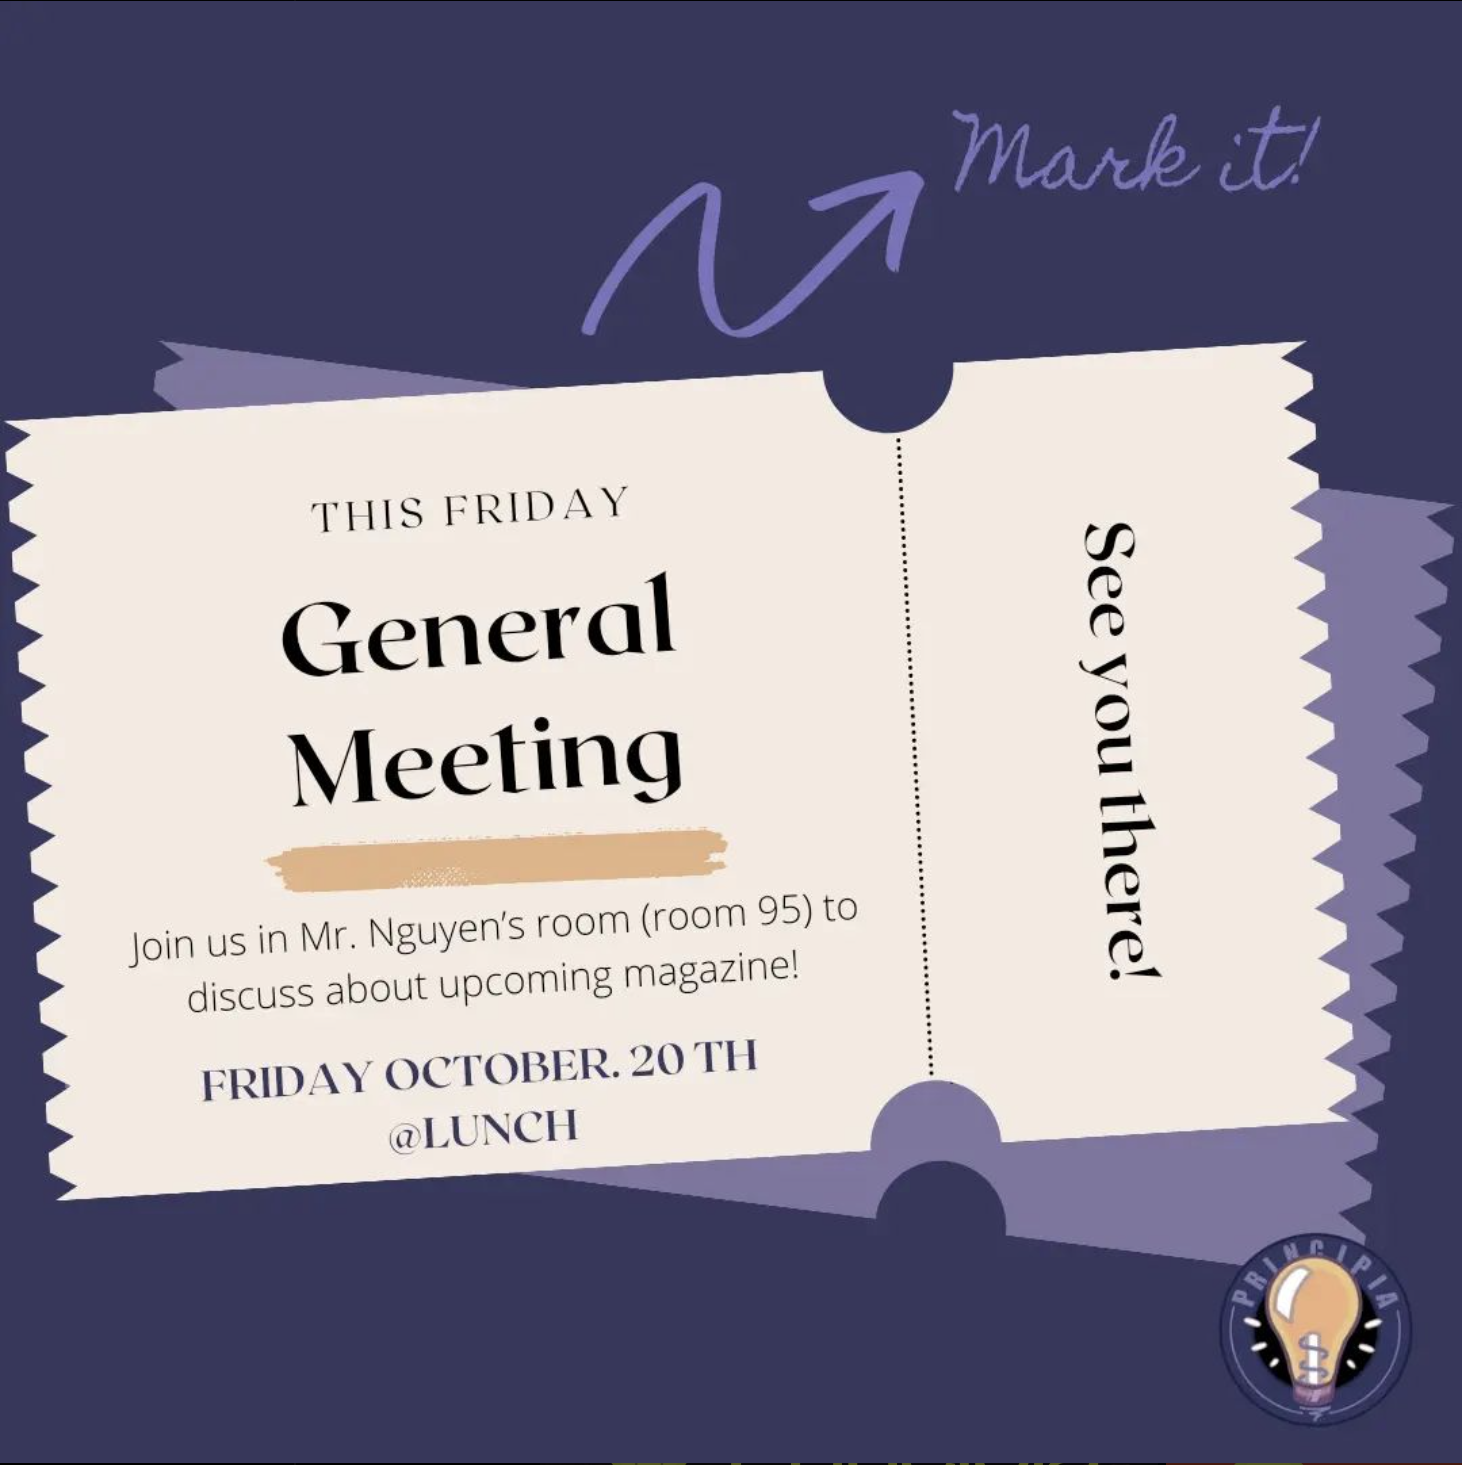 Mark it!
THIS FRIDAY
General
Meeting
Join us in Mr. Nguyen's room (room 95) to
discuss about upcoming magazine!
FRIDAY OCTOBER. 20 TH
@LUNCH
See you there!
PRINCIPIA